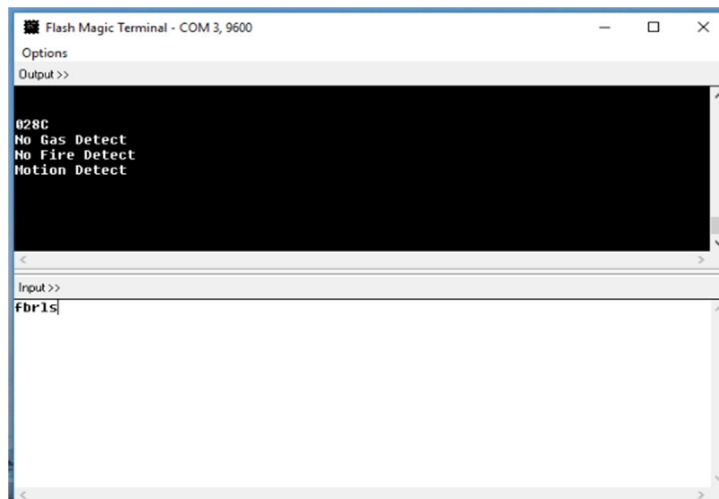 Flash Magic Terminal - COM 3, 9600
Options
Output >>
028C
No Gas Detect
No Fire Detect
Motion Detect
Input >>
fbrls